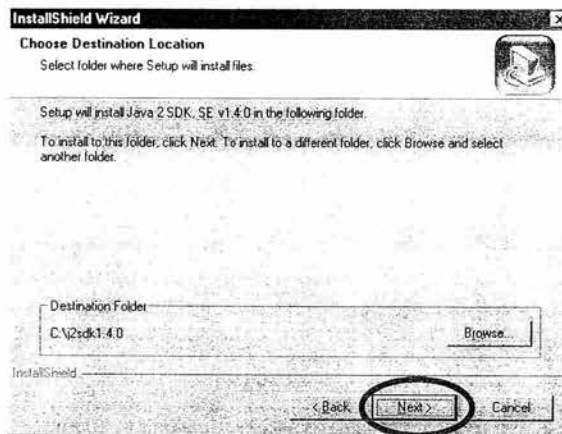 InstallShield Wizard
Choose Destination Location
Select folder where Setup will install files.
Setup will install Java 2 SDK, SE v1.4.0 in the following folder.
To install to this folder, click Next. To install to a different folder, click Browse and select
another folder.
Destination Folder
C:\j2sdk1.4.0
Browse...
InstallShield
< Back
Next >
Cancel